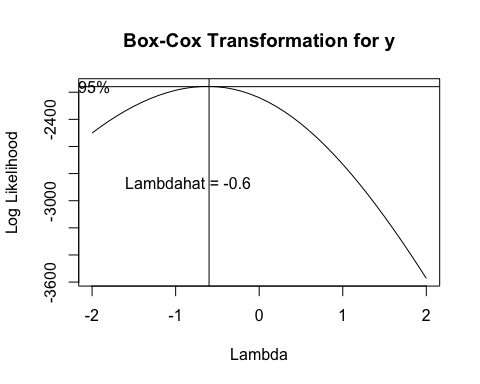 Box-Cox Transformation for y
95%
Log Likelihood
-2400
-3000
-3600
Lambdahat = -0.6
-2 -1 0 1 2
Lambda